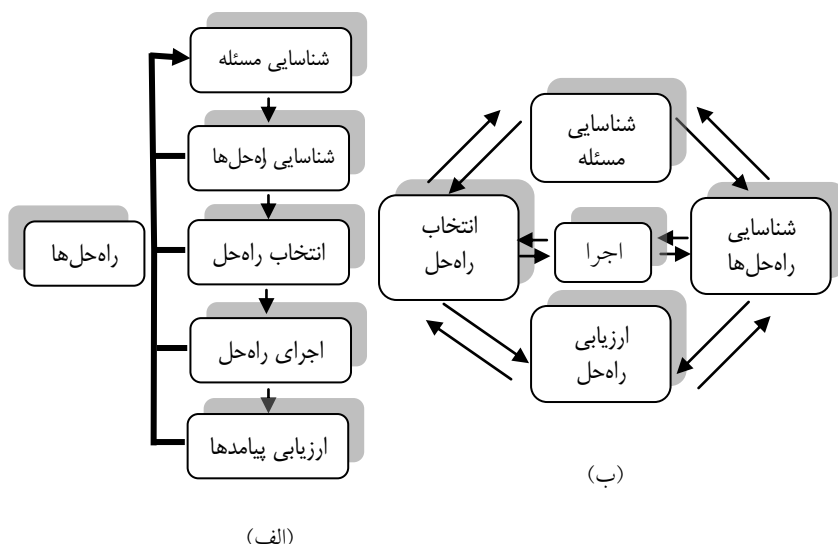 شناسایی مسئله
شناسایی راه‌حل‌ها
انتخاب راه‌حل
اجرای راه‌حل
ارزیابی پیامدها
راه‌حل‌ها
(الف)
شناسایی
مسئله
شناسایی
راه‌حل‌ها
اجرا
انتخاب
راه‌حل
ارزیابی
راه‌حل
(ب)